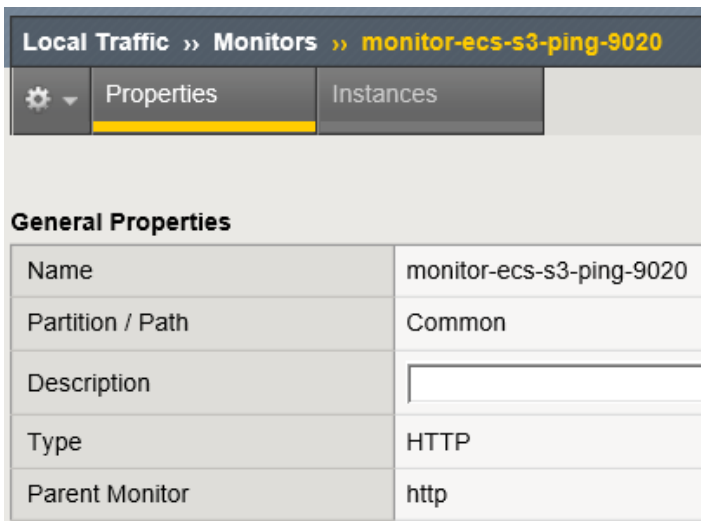 Local Traffic ›› Monitors ›› monitor-ecs-s3-ping-9020
Properties Instances
General Properties
Name monitor-ecs-s3-ping-9020
Partition / Path Common
Description
Type HTTP
Parent Monitor http